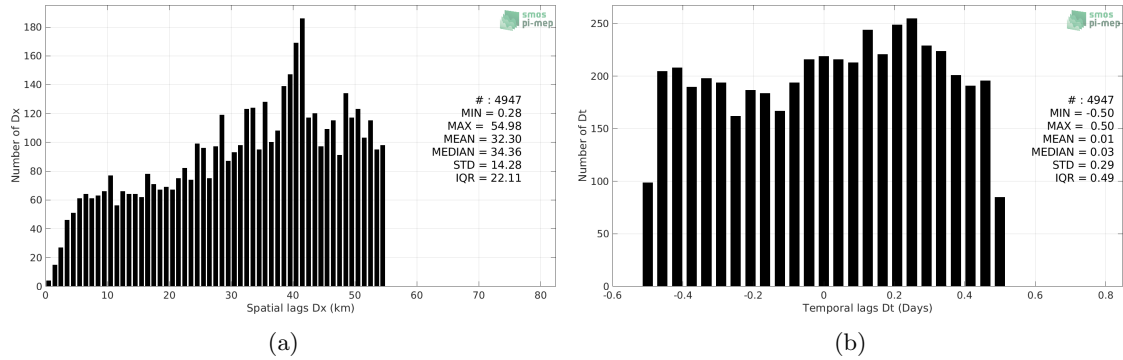 180
160
140
120
100
80
60
40
20
0
Number of Dx
0 10 20 30 40 50 60 70 80
Spatial lags Dx (km)
smos
pi-mep
# : 4947
MIN = 0.28
MAX = 54.98
MEAN = 32.30
MEDIAN = 34.36
STD = 14.28
IQR = 22.11
(a)
250
200
150
100
50
0
Number of Dt
-0.6 -0.4 -0.2 0 0.2 0.4 0.6 0.8
Temporal lags Dt (Days)
smos
pi-mep
# : 4947
MIN = -0.50
MAX = 0.50
MEAN = 0.01
MEDIAN = 0.03
STD = 0.29
IQR = 0.49
(b)